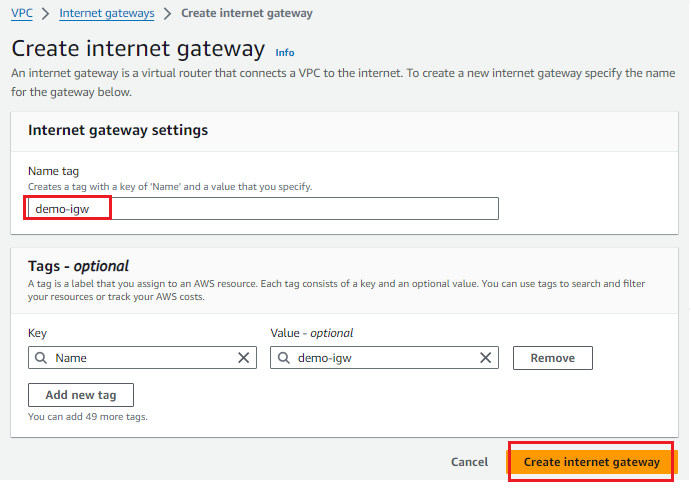 VPC > Internet gateways > Create internet gateway
Create internet gateway Info
An internet gateway is a virtual router that connects a VPC to the internet. To create a new internet gateway specify the name
for the gateway below.
Internet gateway settings
Name tag
Creates a tag with a key of 'Name' and a value that you specify.
demo-igw
Tags - optional
A tag is a label that you assign to an AWS resource. Each tag consists of a key and an optional value. You can use tags to search and filter
your resources or track your AWS costs.
Key Value - optional
Name demo-igw Remove
Add new tag
You can add 49 more tags.
Cancel Create internet gateway